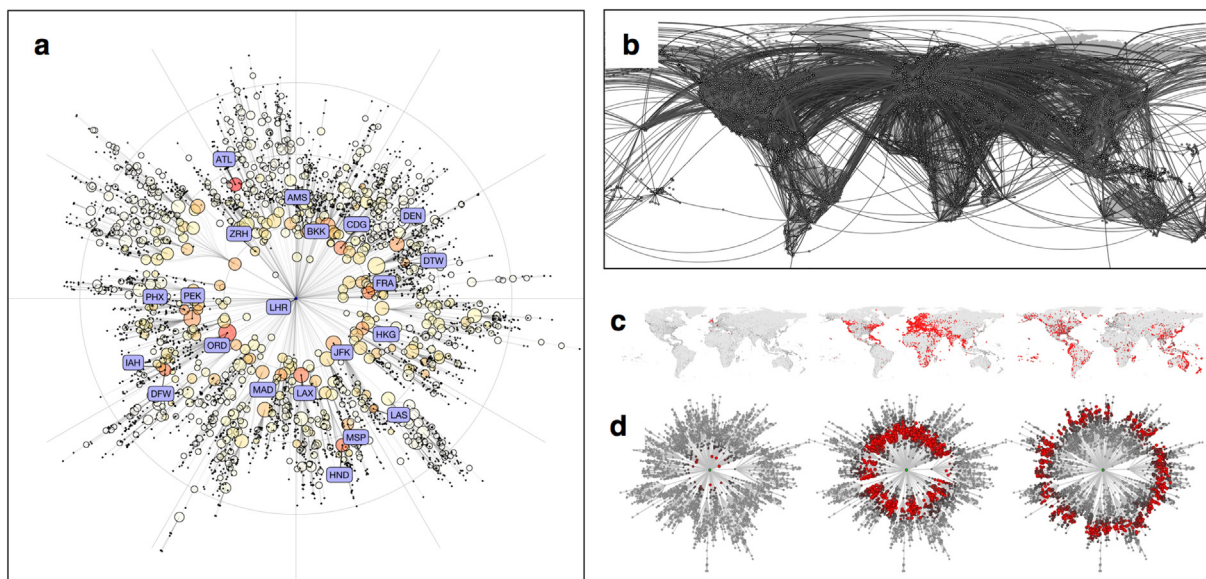 a
ATL
AMS
DEN
CDG
ZRH
BKK
DTW
FRA
PHX
PEK
LHR
HKG
ORD
JFK
IAH
DFW
MAD
LAX
LAS
MSP
HND
b
c
d